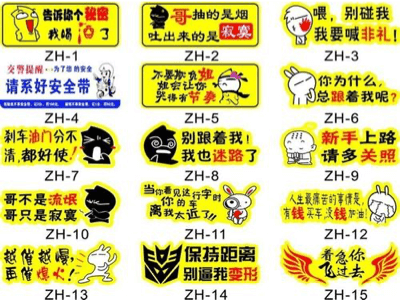 告诉你个秘密
我喝酒了
ZH-1
哥抽的是烟
吐出来的是寂寞
ZH-2
喂，别碰我
我要喊非礼！
ZH-3
交警提醒 为了您的安全
请系好安全带
ZH-4
不要欺负姐
姐会让你
哭得有节奏
ZH-5
你为什么，
总跟着我呢？
ZH-6
刹车油门分不
清，都好使！
ZH-7
别跟着我！
我也迷路了
ZH-8
新手上路
请多关照
ZH-9
哥不是流氓
哥只是寂寞
ZH-10
当你看见这行字时
你的车
离我太近了！！
ZH-11
人生最痛苦的事情是，
有钱买车没钱加油。
ZH-12
越催越慢，
再催熄火！
ZH-13
保持距离
别逼我变形
ZH-14
着急你
飞过去
ZH-15